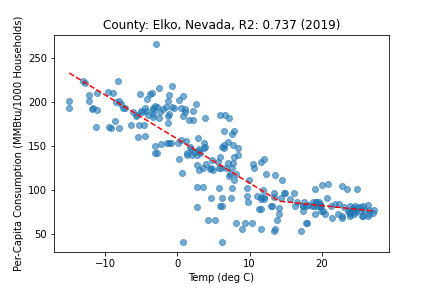 County: Elko, Nevada, R2: 0.737 (2019)
Per-Capita Consumption (MMBtu/1000 Households)
250
200
150
100
50
−10 0 10 20
Temp (deg C)